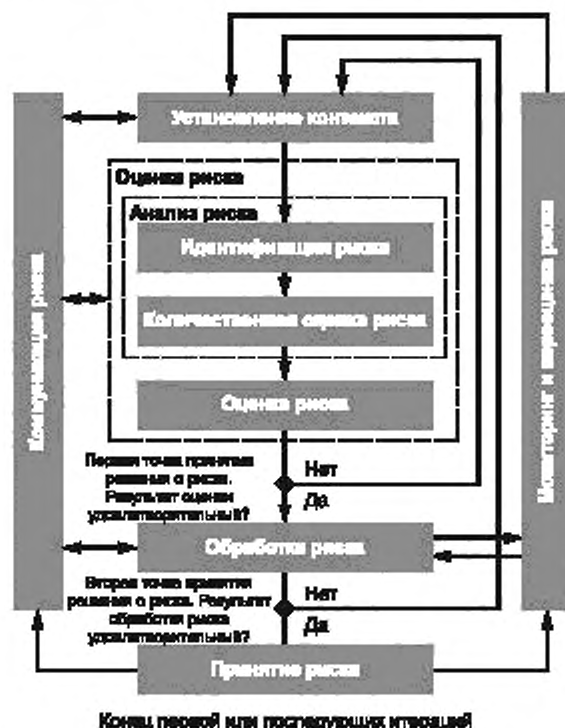 Установление контекста
Оценка риска
Анализ риска
Идентификация риска
Количественная оценка риска
Оценка риска
Коммуникация риска
Мониторинг и переоценка риска
Первая точка принятия
решения о риске.
Результат оценки
удовлетворительный?
Нет
Да
Обработка риска
Вторая точка принятия
решения о риске. Результат
обработки риска
удовлетворительный?
Нет
Да
Принятие риска
Конец первой или последующих итераций